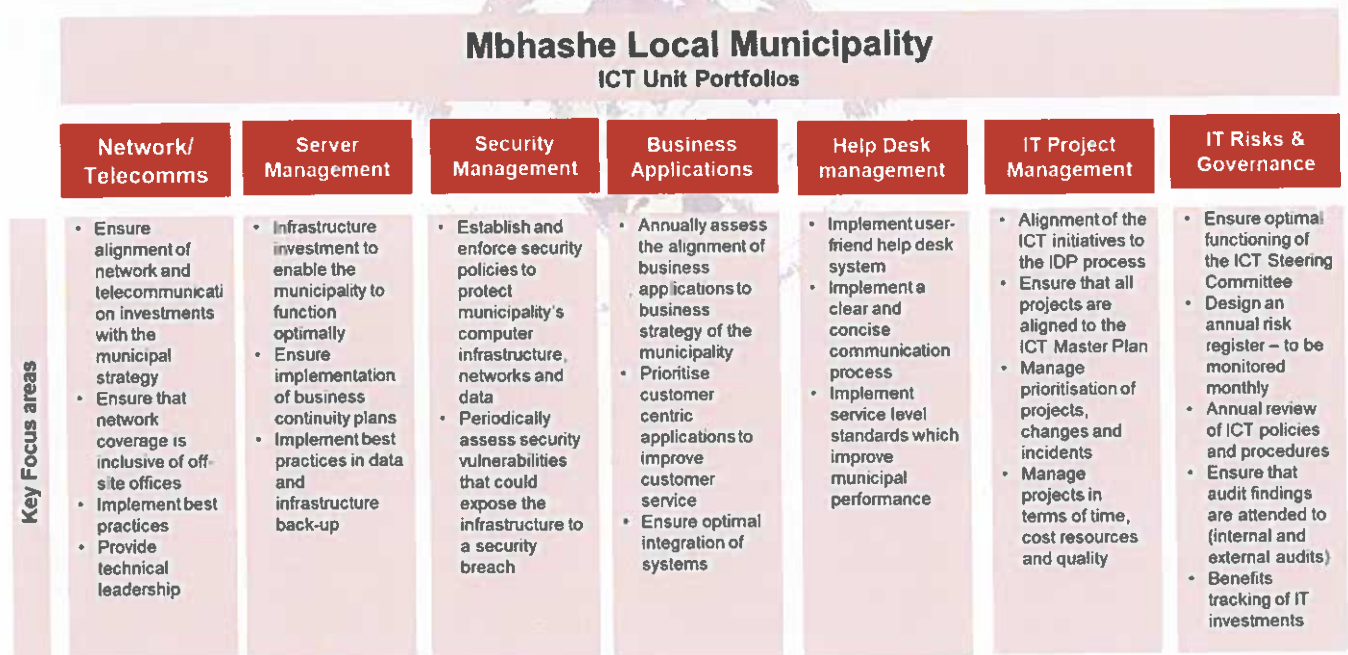 Mbhashe Local Municipality
ICT Unit Portfolios
Network/
Telecomms
Server
Management
Security
Management
Business
Applications
Help Desk
management
IT Project
Management
IT Risks &
Governance
Key Focus areas
• Ensure
alignment of
network and
telecommunicati
on investments
with the
municipal
strategy
• Ensure that
network
coverage is
inclusive of off-
site offices
• Implement best
practices
• Provide
technical
leadership
• Infrastructure
investment to
enable the
municipality to
function
optimally
• Ensure
implementation
of business
continuity plans
• Implement best
practices in data
and
infrastructure
back-up
• Establish and
enforce security
policies to
protect
municipality's
computer
infrastructure,
networks and
data
• Periodically
assess security
vulnerabilities
that could
expose the
infrastructure to
a security
breach
• Annually assess
the alignment of
business
applications to
business
strategy of the
municipality
• Prioritise
customer
centric
applications to
improve
customer
service
• Ensure optimal
integration of
systems
• Implement user-
friend help desk
system
• Implement a
clear and
concise
communication
process
• Implement
service level
standards which
improve
municipal
performance
• Alignment of the
ICT initiatives to
the IDP process
• Ensure that all
projects are
aligned to the
ICT Master Plan
• Manage
prioritisation of
projects,
changes and
incidents
• Manage
projects in
terms of time,
cost resources
and quality
• Ensure optimal
functioning of
the ICT Steering
Committee
• Design an
annual risk
register – to be
monitored
monthly
• Annual review
of ICT policies
and procedures
• Ensure that
audit findings
are attended to
(internal and
external audits)
• Benefits
tracking of IT
investments